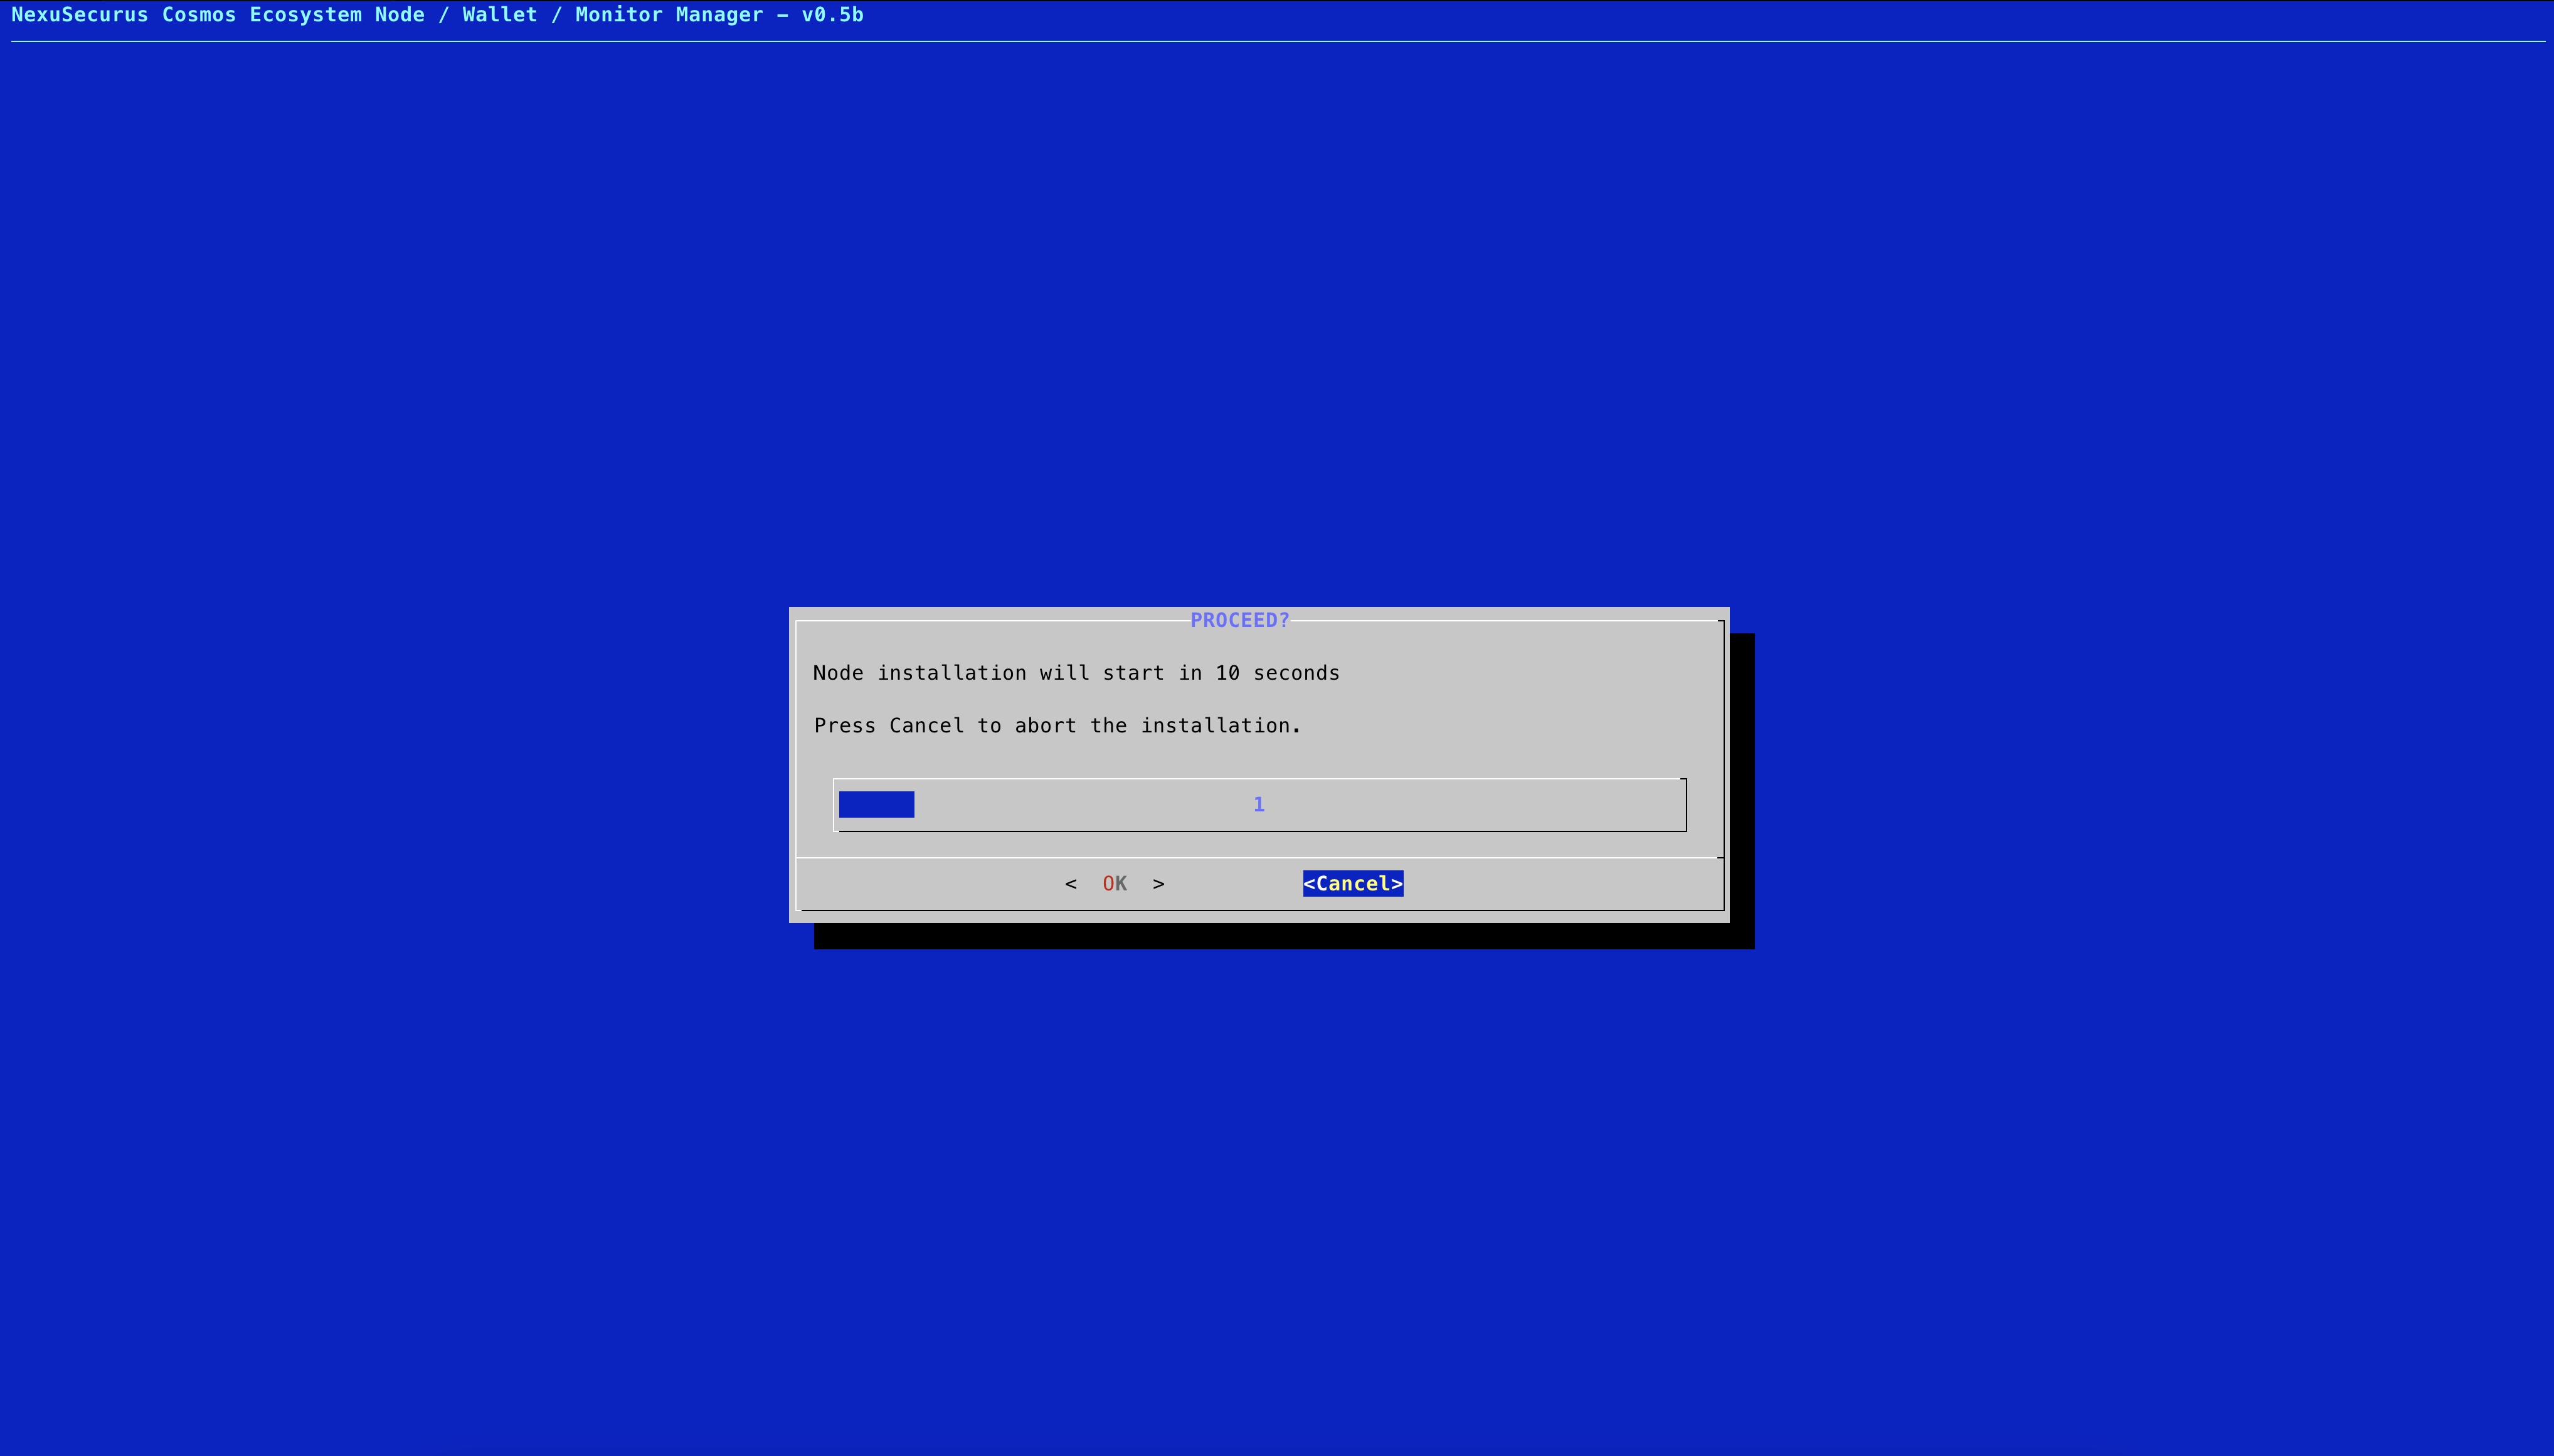 NexuSecurus Cosmos Ecosystem Node / Wallet / Monitor Manager – v0.5b
PROCEED?
Node installation will start in 10 seconds
Press Cancel to abort the installation.
1
< OK > <Cancel>